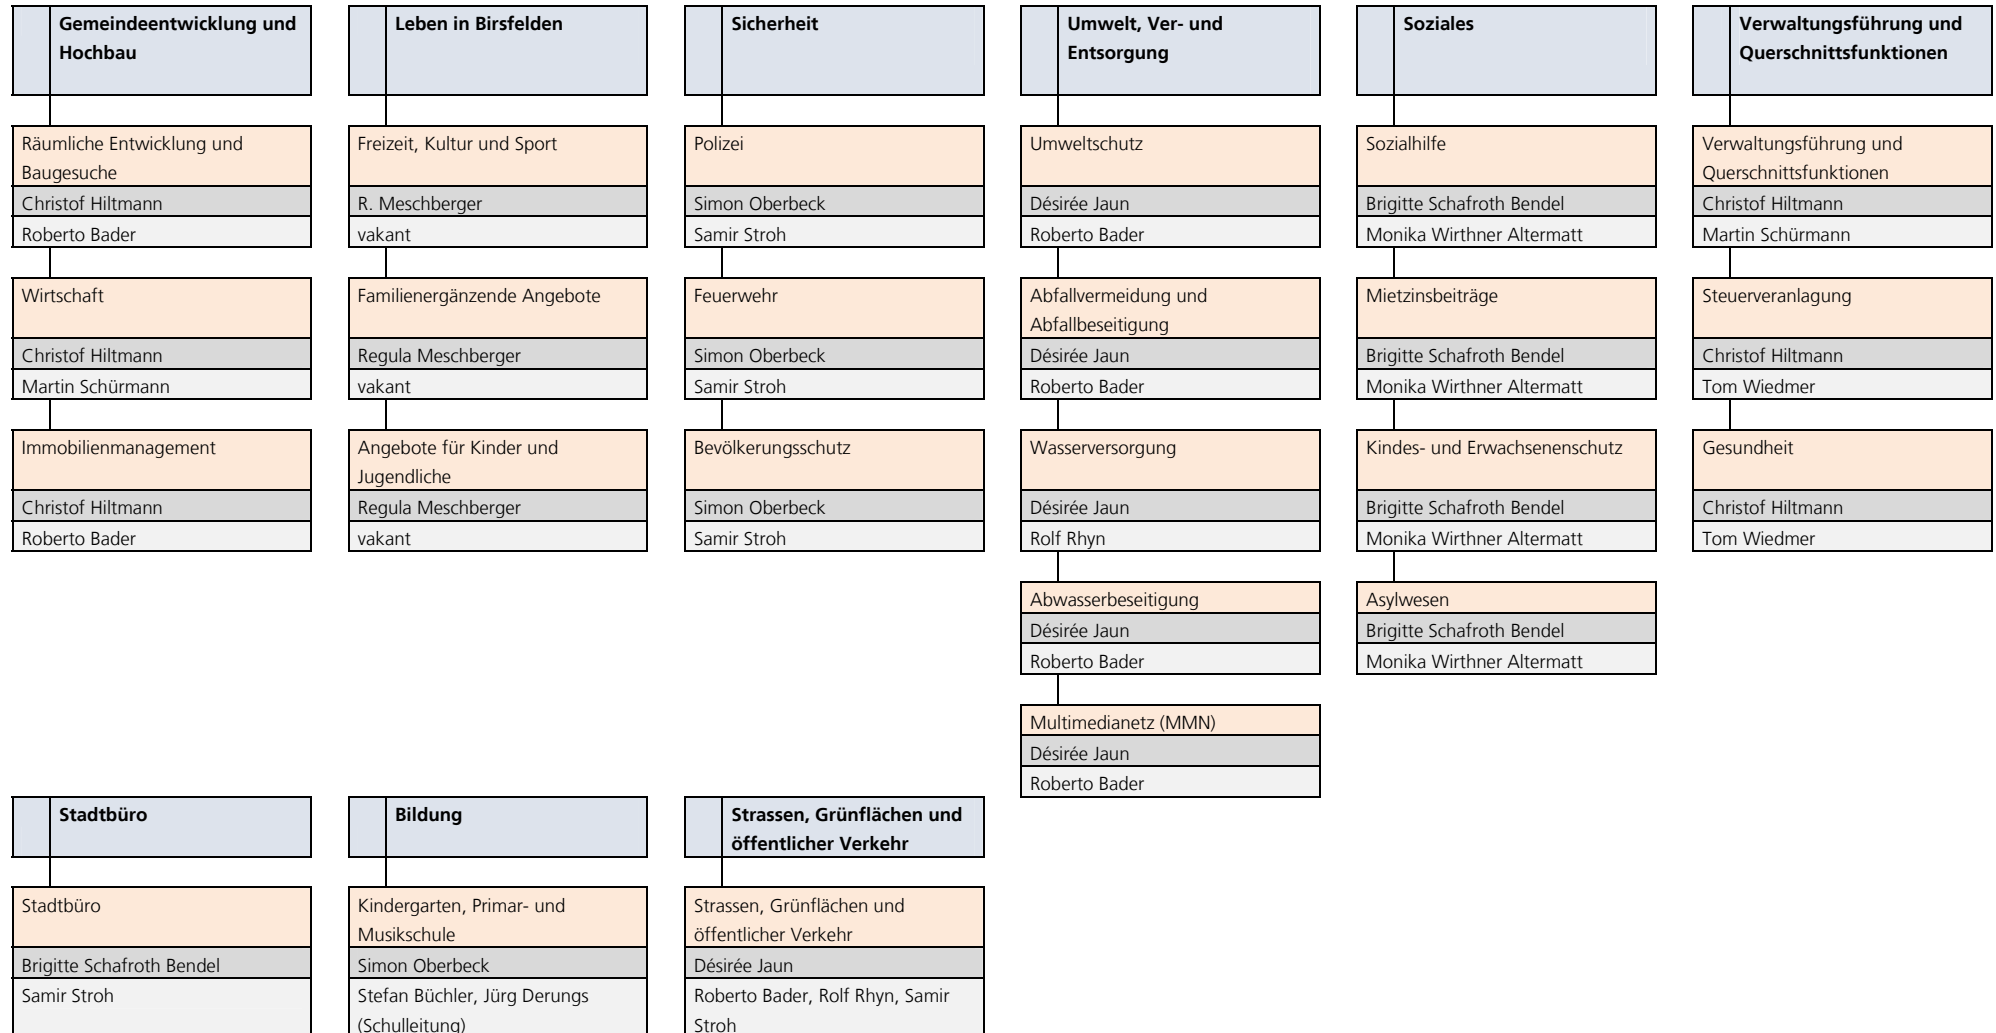 Gemeindeentwicklung und
Hochbau
Räumliche Entwicklung und
Baugesuche
Christof Hiltmann
Roberto Bader
Wirtschaft
Christof Hiltmann
Martin Schürmann
Immobilienmanagement
Christof Hiltmann
Roberto Bader
Leben in Birsfelden
Freizeit, Kultur und Sport
R. Meschberger
vakant
Familienergänzende Angebote
Regula Meschberger
vakant
Angebote für Kinder und
Jugendliche
Regula Meschberger
vakant
Sicherheit
Polizei
Simon Oberbeck
Samir Stroh
Feuerwehr
Simon Oberbeck
Samir Stroh
Bevölkerungsschutz
Simon Oberbeck
Samir Stroh
Umwelt, Ver- und
Entsorgung
Umweltschutz
Désirée Jaun
Roberto Bader
Abfallvermeidung und
Abfallbeseitigung
Désirée Jaun
Roberto Bader
Wasserversorgung
Désirée Jaun
Rolf Rhyn
Abwasserbeseitigung
Désirée Jaun
Roberto Bader
Multimedianetz (MMN)
Désirée Jaun
Roberto Bader
Soziales
Sozialhilfe
Brigitte Schafroth Bendel
Monika Wirthner Altermatt
Mietzinsbeiträge
Brigitte Schafroth Bendel
Monika Wirthner Altermatt
Kindes- und Erwachsenenschutz
Brigitte Schafroth Bendel
Monika Wirthner Altermatt
Asylwesen
Brigitte Schafroth Bendel
Monika Wirthner Altermatt
Verwaltungsführung und
Querschnittsfunktionen
Verwaltungsführung und
Querschnittsfunktionen
Christof Hiltmann
Martin Schürmann
Steuerveranlagung
Christof Hiltmann
Tom Wiedmer
Gesundheit
Christof Hiltmann
Tom Wiedmer
Stadtbüro
Stadtbüro
Brigitte Schafroth Bendel
Samir Stroh
Bildung
Kindergarten, Primar- und
Musikschule
Simon Oberbeck
Stefan Büchler, Jürg Derungs
(Schulleitung)
Strassen, Grünflächen und
öffentlicher Verkehr
Strassen, Grünflächen und
öffentlicher Verkehr
Désirée Jaun
Roberto Bader, Rolf Rhyn, Samir
Stroh